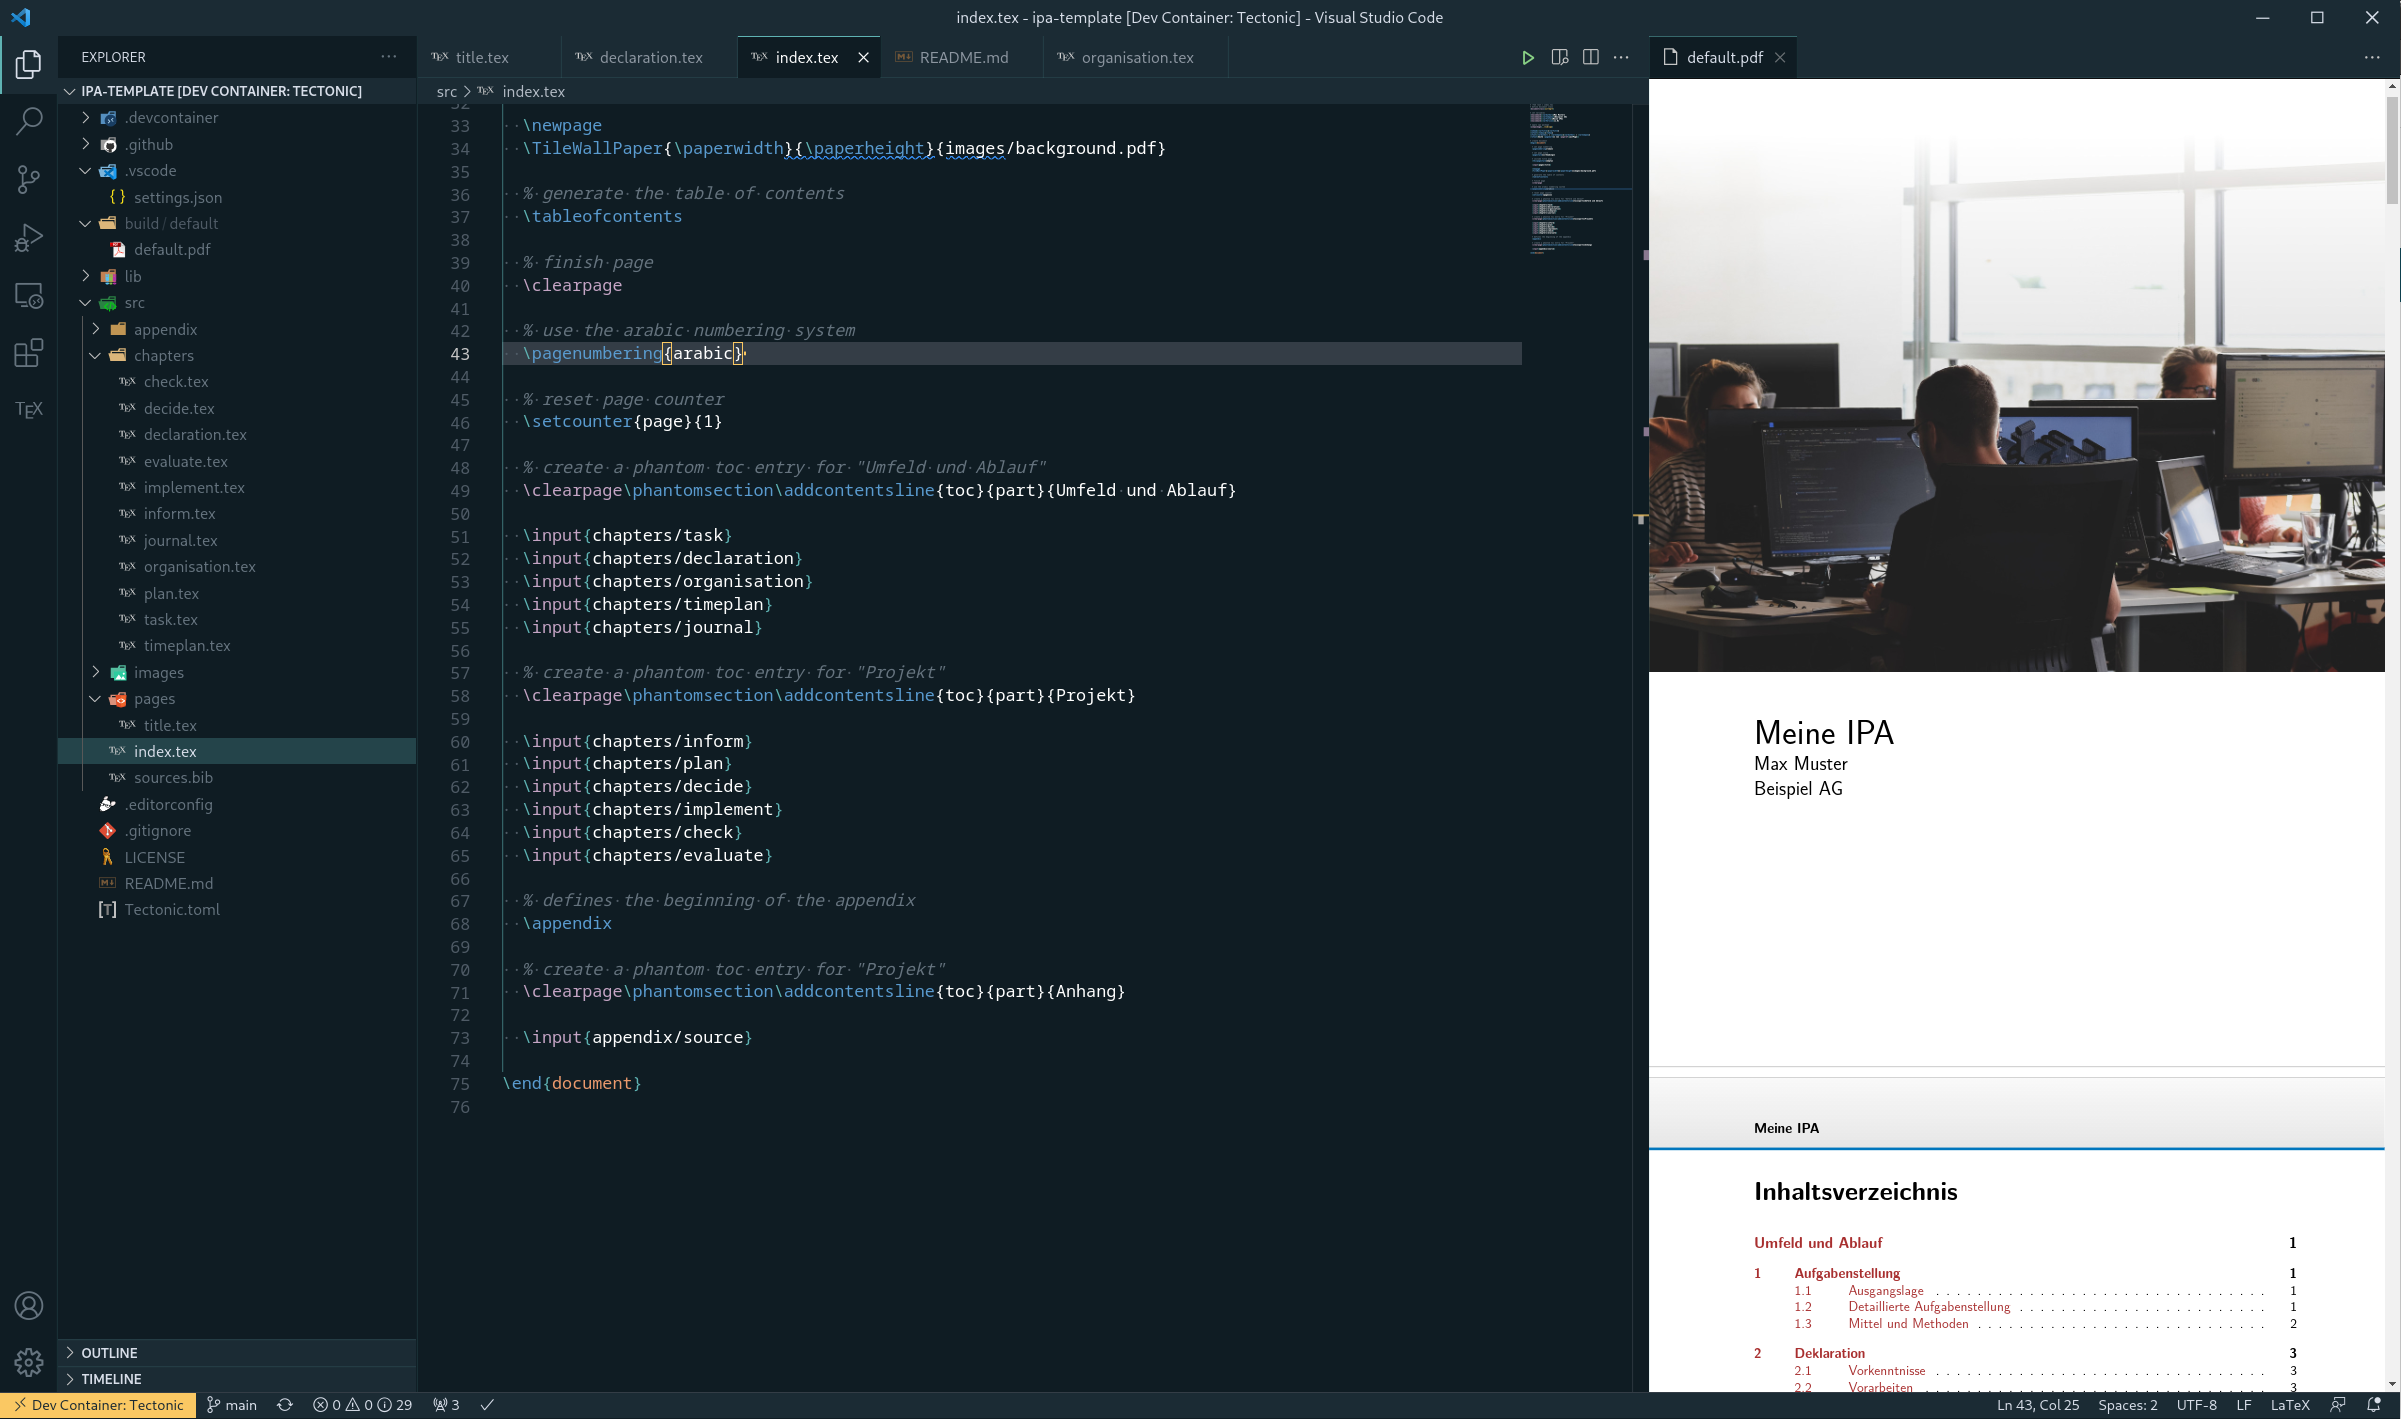 index.tex - ipa-template [Dev Container: Tectonic] - Visual Studio Code
EXPLORER
IPA-TEMPLATE [DEV CONTAINER: TECTONIC]
.devcontainer
.github
.vscode
settings.json
build / default
default.pdf
lib
src
appendix
chapters
check.tex
decide.tex
declaration.tex
evaluate.tex
implement.tex
inform.tex
journal.tex
organisation.tex
plan.tex
task.tex
timeplan.tex
images
pages
title.tex
index.tex
sources.bib
.editorconfig
.gitignore
LICENSE
README.md
Tectonic.toml
OUTLINE
TIMELINE
title.tex declaration.tex index.tex README.md organisation.tex
src > index.tex
32
33 \newpage
34 \TileWallPaper{\paperwidth}{\paperheight}{images/background.pdf}
35
36 % generate the table of contents
37 \tableofcontents
38
39 % finish page
40 \clearpage
41
42 % use the arabic numbering system
43 \pagenumbering{arabic}
44
45 % reset page counter
46 \setcounter{page}{1}
47
48 % create a phantom toc entry for "Umfeld und Ablauf"
49 \clearpage\phantomsection\addcontentsline{toc}{part}{Umfeld und Ablauf}
50
51 \input{chapters/task}
52 \input{chapters/declaration}
53 \input{chapters/organisation}
54 \input{chapters/timeplan}
55 \input{chapters/journal}
56
57 % create a phantom toc entry for "Projekt"
58 \clearpage\phantomsection\addcontentsline{toc}{part}{Projekt}
59
60 \input{chapters/inform}
61 \input{chapters/plan}
62 \input{chapters/decide}
63 \input{chapters/implement}
64 \input{chapters/check}
65 \input{chapters/evaluate}
66
67 % defines the beginning of the appendix
68 \appendix
69
70 % create a phantom toc entry for "Projekt"
71 \clearpage\phantomsection\addcontentsline{toc}{part}{Anhang}
72
73 \input{appendix/source}
74
75 \end{document}
76
default.pdf
Meine IPA
Max Muster
Beispiel AG
Meine IPA
Inhaltsverzeichnis
Umfeld und Ablauf 1
1 Aufgabenstellung 1
1.1 Ausgangslage . . . . . . . . . . . . . . . . . . . . 1
1.2 Detaillierte Aufgabenstellung . . . . . . . . . . . . . . . . . . . . 1
1.3 Mittel und Methoden . . . . . . . . . . . . . . . . . . . . 2
2 Deklaration 3
2.1 Vorkenntnisse . . . . . . . . . . . . . . . . . . . . 3
2.2 Vorarbeiten . . . . . . . . . . . . . . . . . . . . 3
Dev Container: Tectonic main 0 0 29 3 Ln 43, Col 25 Spaces: 2 UTF-8 LF LaTeX